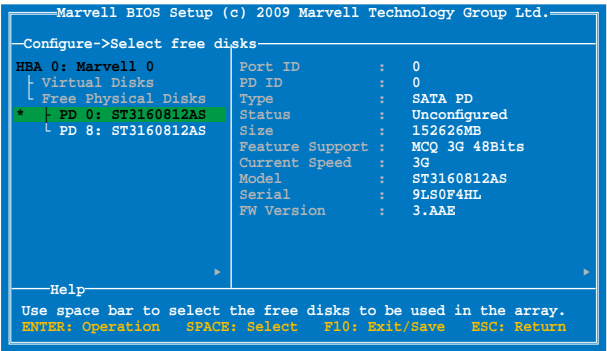 Marvell BIOS Setup (c) 2009 Marvell Technology Group Ltd.
Configure->Select free disks
HBA 0: Marvell 0
Virtual Disks
Free Physical Disks
* PD 0: ST3160812AS
PD 8: ST3160812AS
Port ID : 0
PD ID : 0
Type : SATA PD
Status : Unconfigured
Size : 152626MB
Feature Support : MCQ 3G 48Bits
Current Speed : 3G
Model : ST3160812AS
Serial : 9LS0F4HL
FW Version : 3.AAE
Help
Use space bar to select the free disks to be used in the array.
ENTER: Operation SPACE: Select F10: Exit/Save ESC: Return